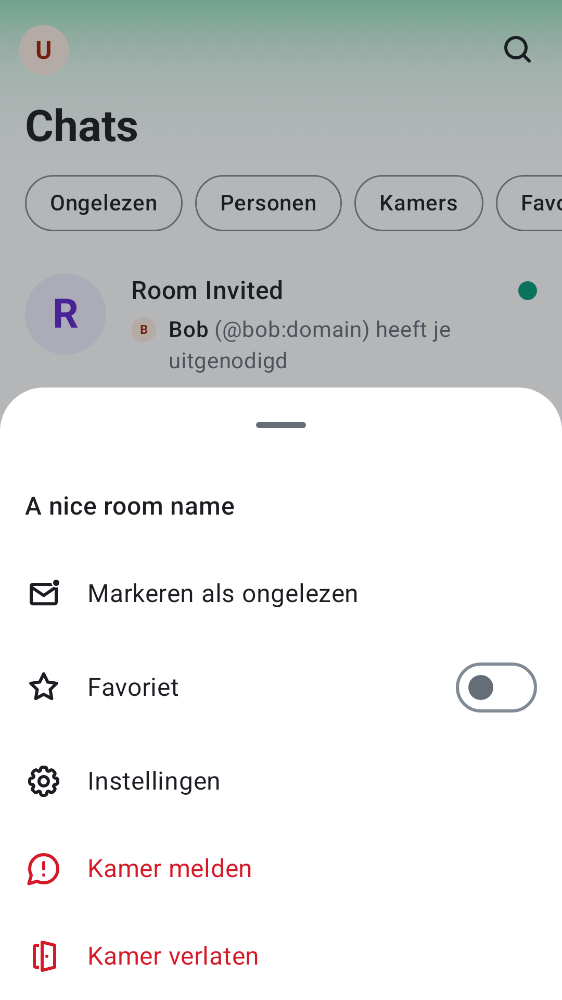 U
Chats
Ongelezen
Personen
Kamers
Favo
R
Room Invited
B
Bob (@bob:domain) heeft je
uitgenodigd
A nice room name
Markeren als ongelezen
Favoriet
Instellingen
Kamer melden
Kamer verlaten